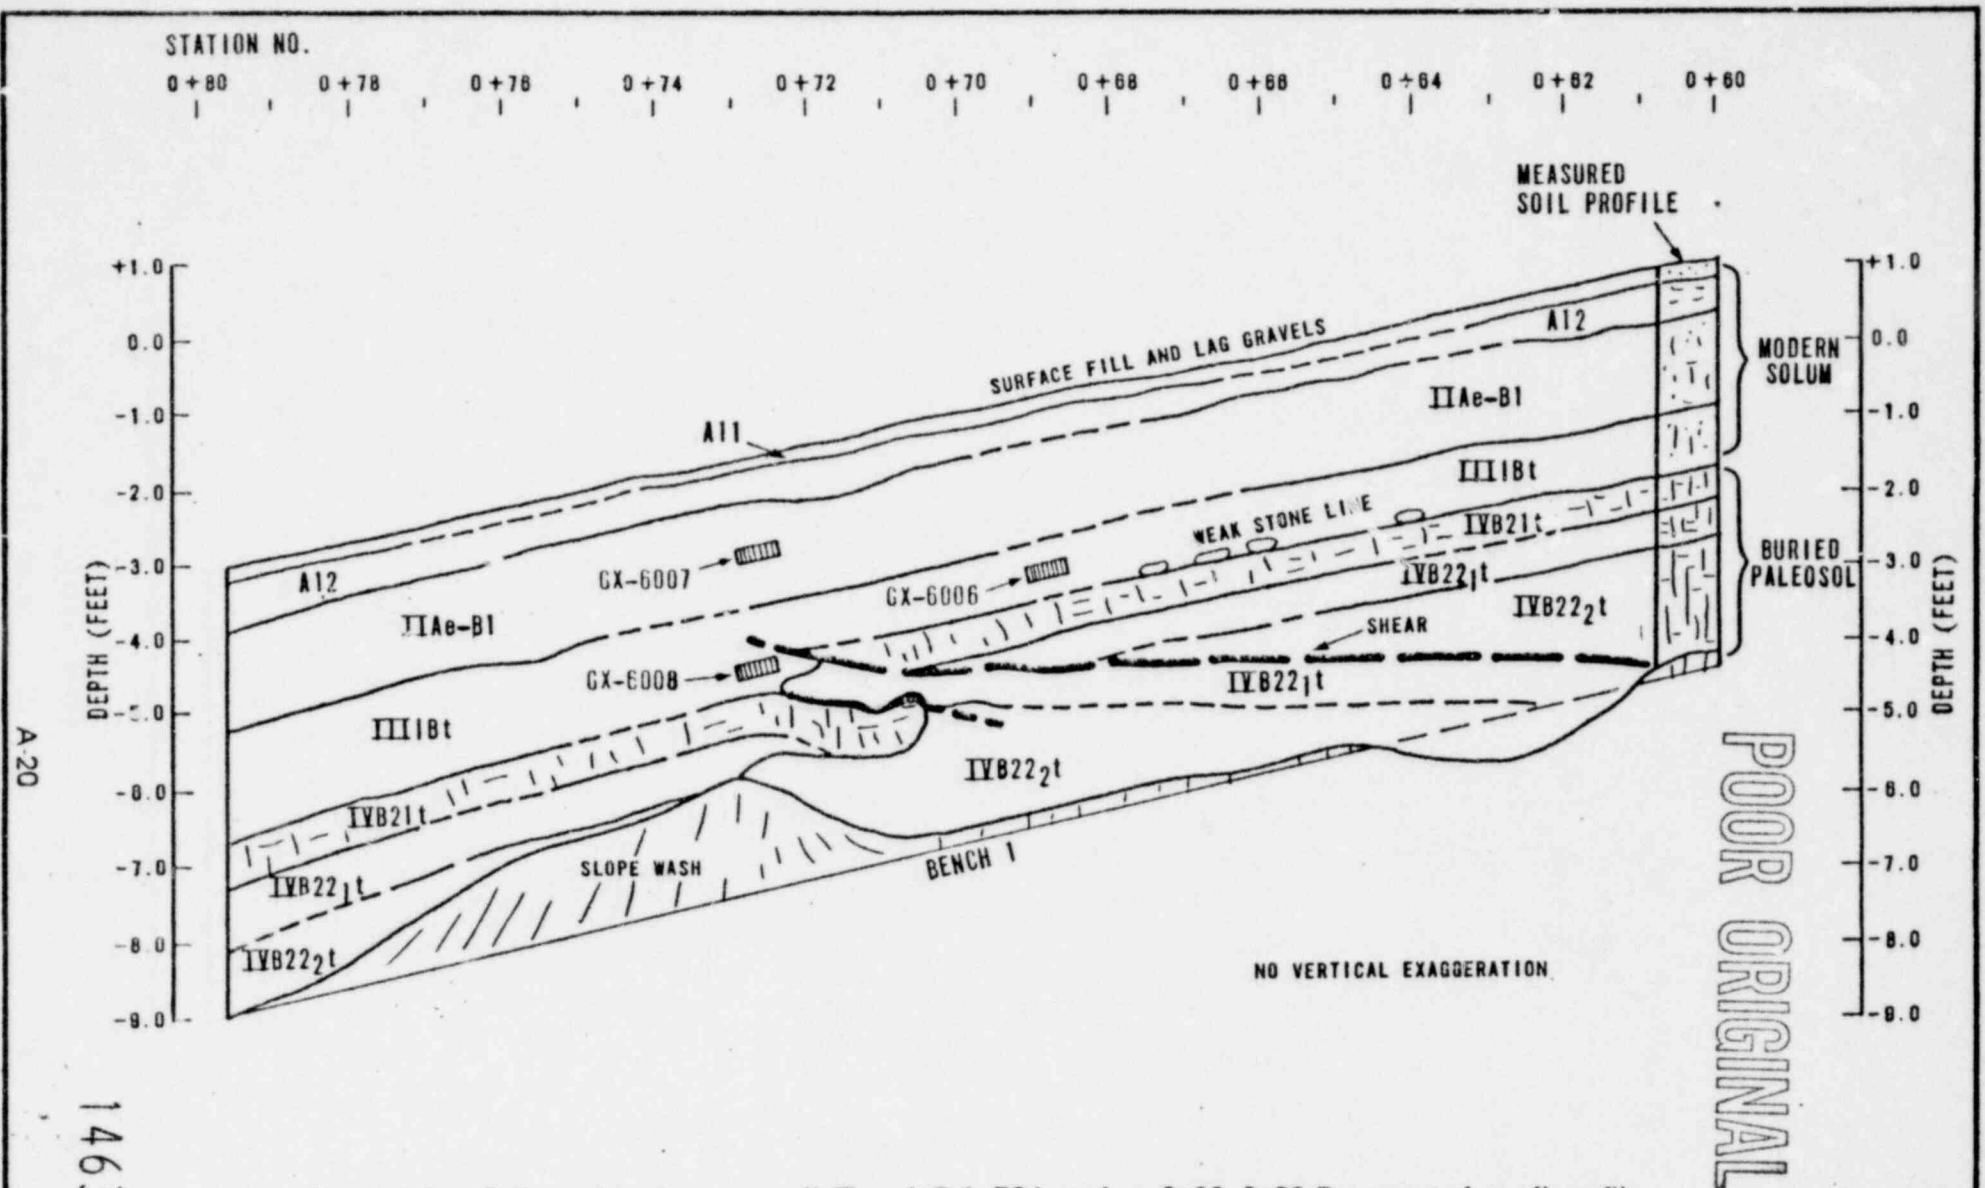 STATION NO.
0+80 0+78 0+76 0+74 0+72 0+70 0+68 0+66 0+64 0+62 0+60
MEASURED
SOIL PROFILE
+1.0
0.0
-1.0
-2.0
-3.0
-4.0
-5.0
-6.0
-7.0
-8.0
-9.0
DEPTH (FEET)
+1.0
0.0
-1.0
-2.0
-3.0
-4.0
-5.0
-6.0
-7.0
-8.0
-9.0
DEPTH (FEET)
SURFACE FILL AND LAG GRAVELS
A12
MODERN
SOLUM
IIAe-B1
A11
IIIIBt
WEAK STONE LINE
IVB21t
BURIED
PALEOSOL
GX-6007
GX-6006
IVB221t
A12
IVB222t
IIAe-B1
SHEAR
GX-6008
IVB221t
IIIIBt
IVB222t
IVB21t
SLOPE WASH
BENCH 1
IVB221t
IVB222t
NO VERTICAL EXAGGERATION
A-20
POOR ORIGINAL
146